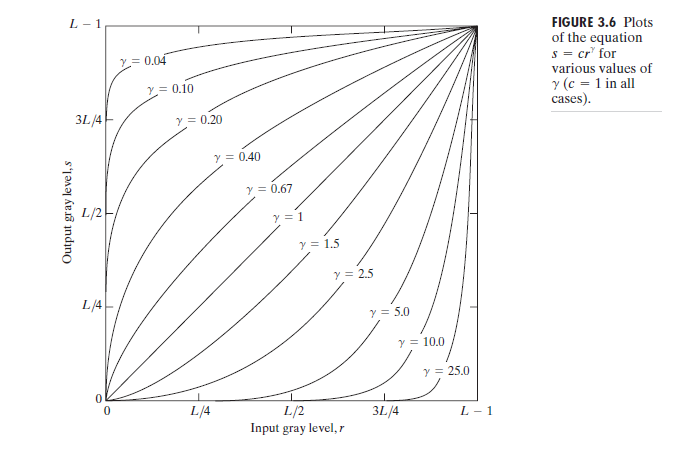 L − 1
3L/4
L/2
L/4
0
Output gray level, s
γ = 0.04
γ = 0.10
γ = 0.20
γ = 0.40
γ = 0.67
γ = 1
γ = 1.5
γ = 2.5
γ = 5.0
γ = 10.0
γ = 25.0
0
L/4
L/2
3L/4
L − 1
Input gray level, r
FIGURE 3.6 Plots
of the equation
s = cr^γ for
various values of
γ (c = 1 in all
cases).